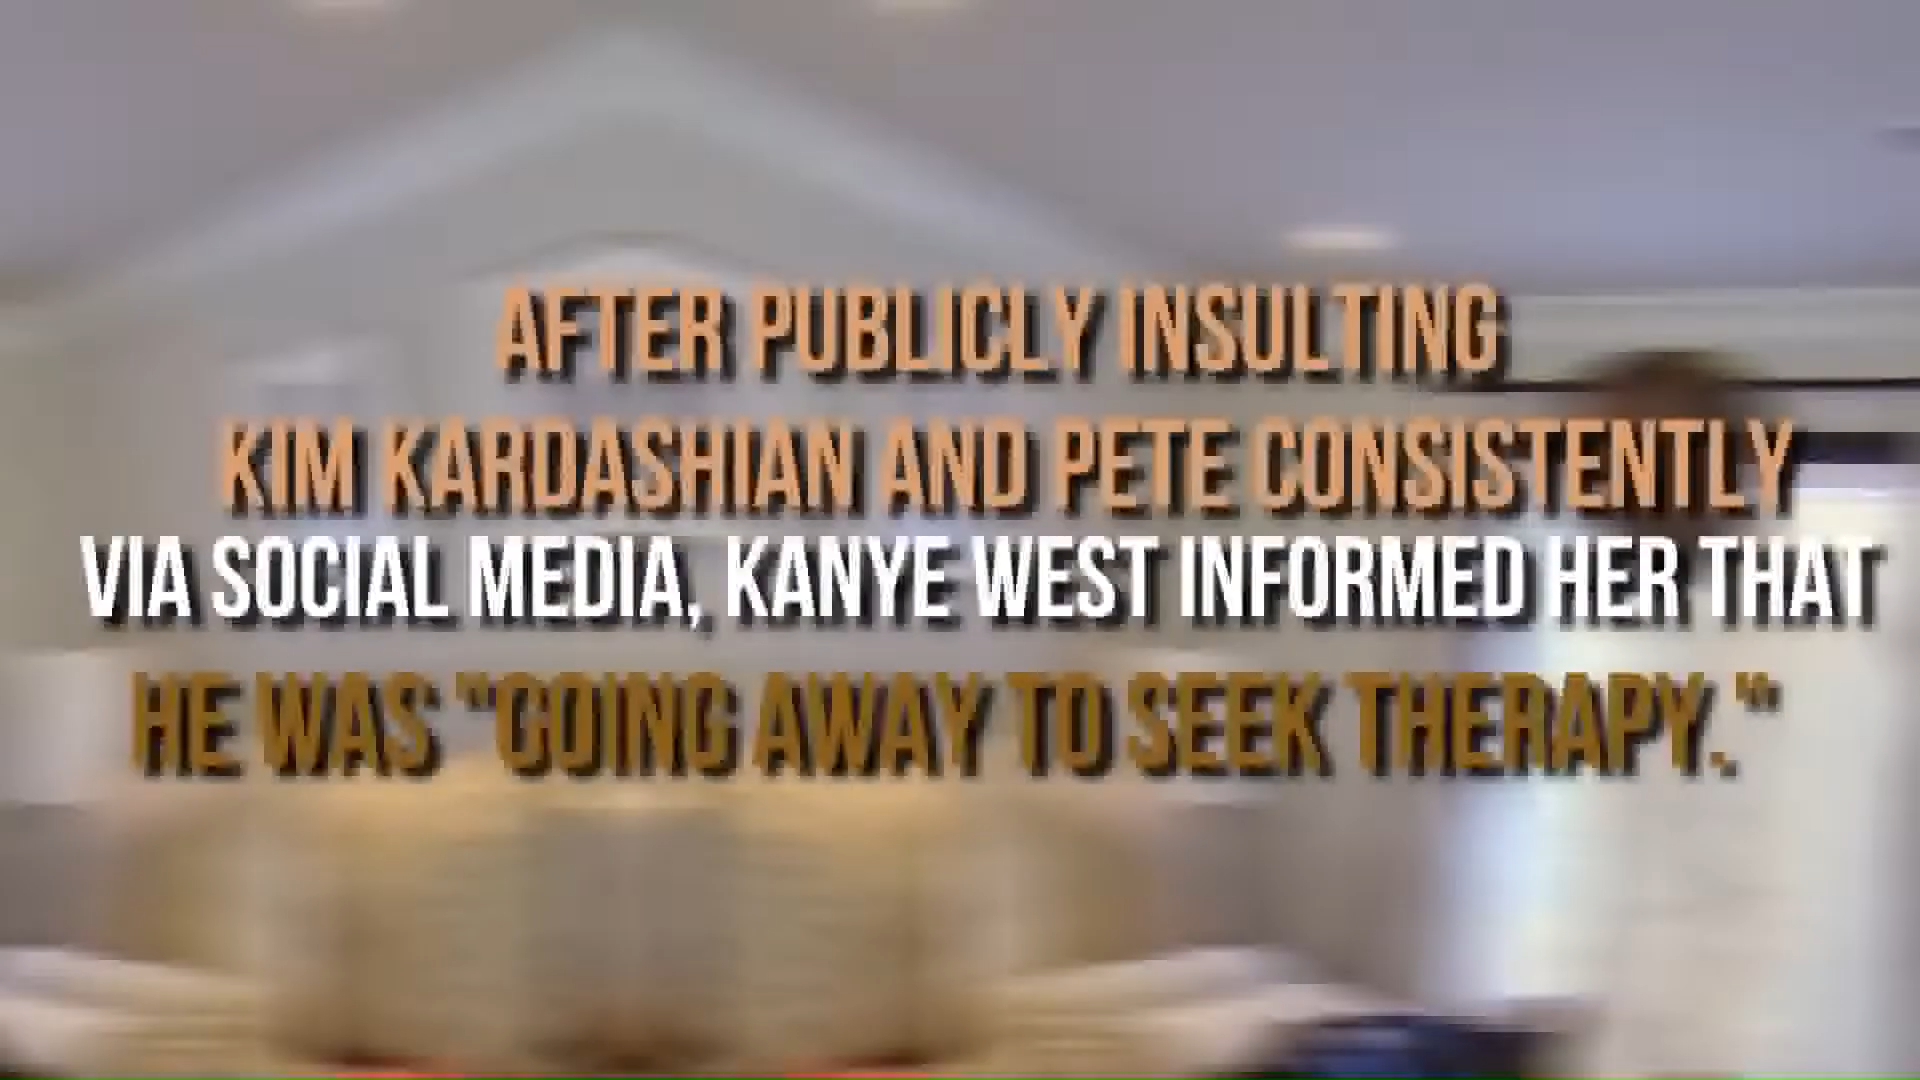 AFTER PUBLICLY INSULTING
KIM KARDASHIAN AND PETE CONSISTENTLY
VIA SOCIAL MEDIA, KANYE WEST INFORMED HER THAT
HE WAS "GOING AWAY TO SEEK THERAPY."